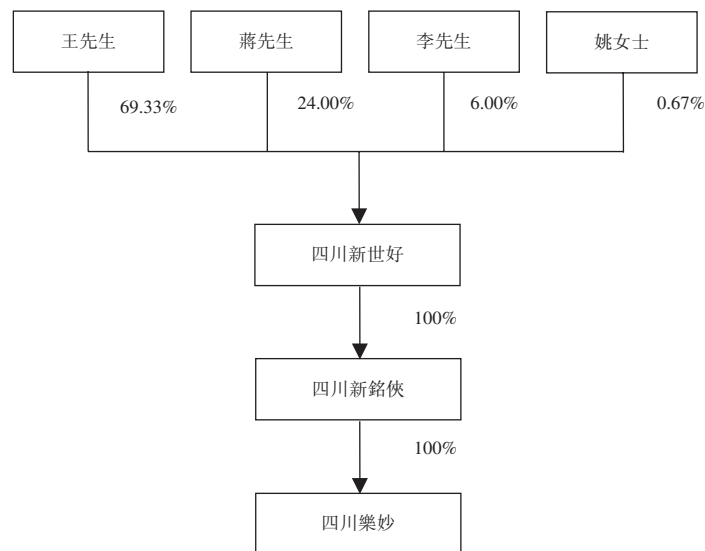 王先生
蔣先生
李先生
姚女士
69.33%
24.00%
6.00%
0.67%
四川新世好
100%
四川新銘俠
100%
四川樂妙